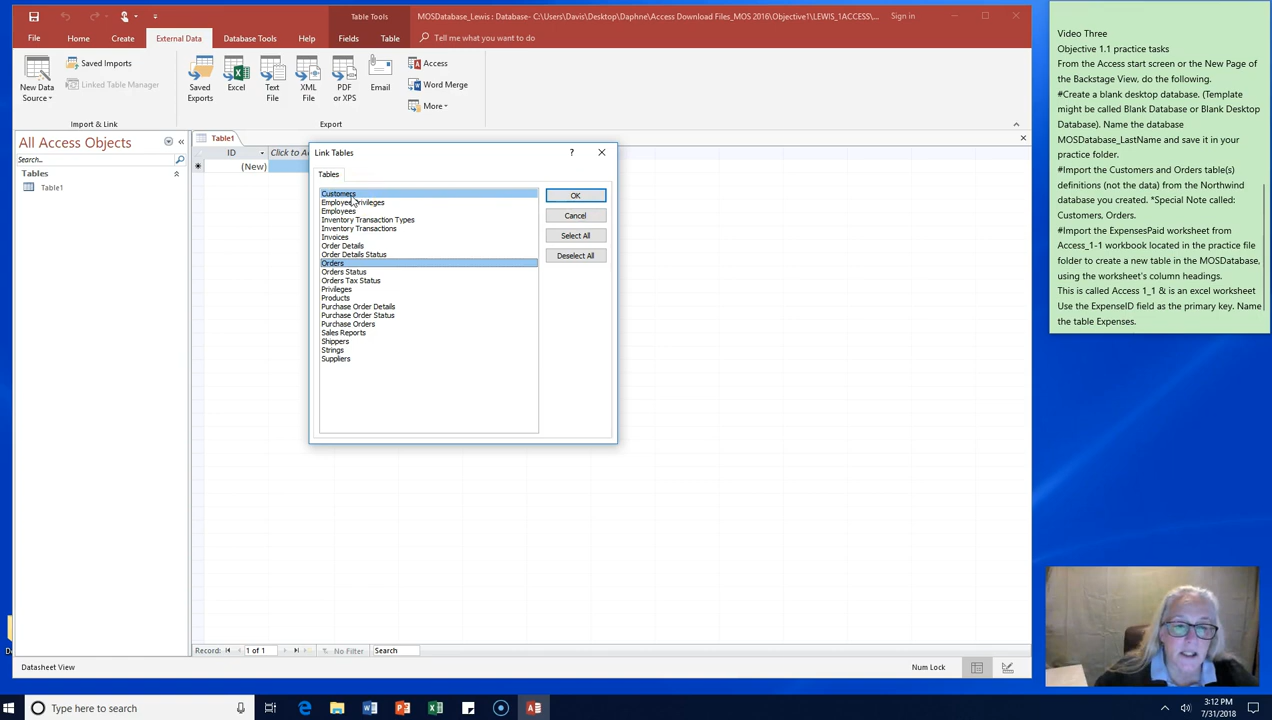 Table Tools
MOSDatabase_Lewis : Database- C:\Users\Davis\Desktop\Daphne\Access Download Files_MOS 2016\Objective1\LEWIS_1ACCESS\...
Sign in
File
Home
Create
External Data
Database Tools
Help
Fields
Table
Tell me what you want to do
New Data
Source
Saved Imports
Linked Table Manager
Import & Link
Saved
Exports
Excel
Text
File
XML
File
PDF
or XPS
Email
Access
Word Merge
More
Export
All Access Objects
Search...
Tables
Table1
Table1
ID
Click to A
(New)
Link Tables
?
Tables
Customers
Employee Privileges
Employees
Inventory Transaction Types
Inventory Transactions
Invoices
Order Details
Order Details Status
Orders
Orders Status
Orders Tax Status
Privileges
Products
Purchase Order Details
Purchase Order Status
Purchase Orders
Sales Reports
Shippers
Strings
Suppliers
OK
Cancel
Select All
Deselect All
Record:
1 of 1
No Filter
Search
Datasheet View
Num Lock
Video Three
Objective 1.1 practice tasks
From the Access start screen or the New Page of
the Backstage View, do the following.
#Create a blank desktop database. (Template
might be called Blank Database or Blank Desktop
Database). Name the database
MOSDatabase_LastName and save it in your
practice folder.
#Import the Customers and Orders table(s)
definitions (not the data) from the Northwind
database you created. *Special Note called:
Customers, Orders.
#Import the ExpensesPaid worksheet from
Access_1-1 workbook located in the practice file
folder to create a new table in the MOSDatabase,
using the worksheet's column headings.
This is called Access 1_1 & is an excel worksheet
Use the ExpenseID field as the primary key. Name
the table Expenses.
Type here to search
3:12 PM
7/31/2018